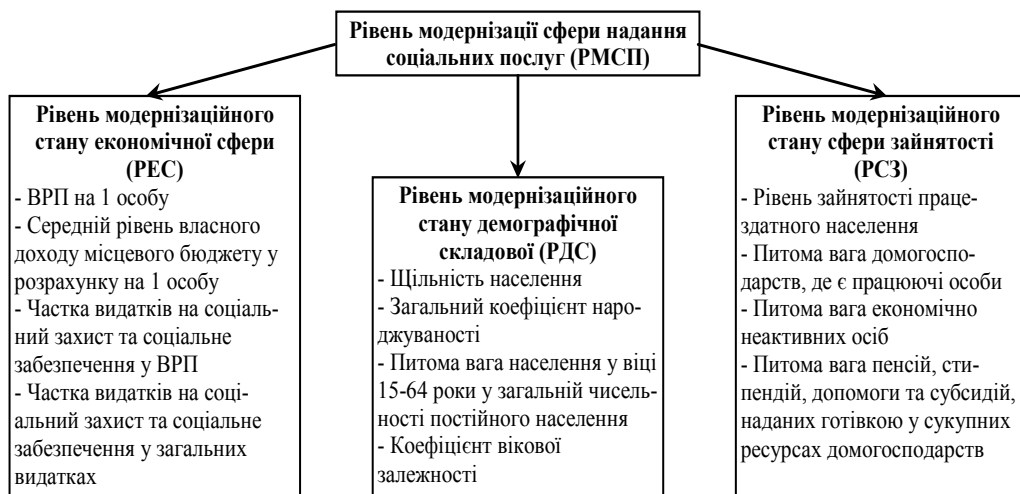 Рівень модернізації сфери надання
соціальних послуг (РМСП)
Рівень модернізаційного
стану економічної сфери
(РЕС)
- ВРП на 1 особу
- Середній рівень власного
доходу місцевого бюджету у
розрахунку на 1 особу
- Частка видатків на соціаль-
ний захист та соціальне
забезпечення у ВРП
- Частка видатків на соці-
альний захист та соціальне
забезпечення у загальних
видатках
Рівень модернізаційного
стану демографічної
складової (РДС)
- Щільність населення
- Загальний коефіцієнт наро-
джуваності
- Питома вага населення у віці
15-64 роки у загальній чисель-
ності постійного населення
- Коефіцієнт вікової
залежності
Рівень модернізаційного
стану сфери зайнятості
(РСЗ)
- Рівень зайнятості праце-
здатного населення
- Питома вага домогоспо-
дарств, де є працюючі особи
- Питома вага економічно
неактивних осіб
- Питома вага пенсій, сти-
пендій, допомоги та субсидій,
наданих готівкою у сукупних
ресурсах домогосподарств